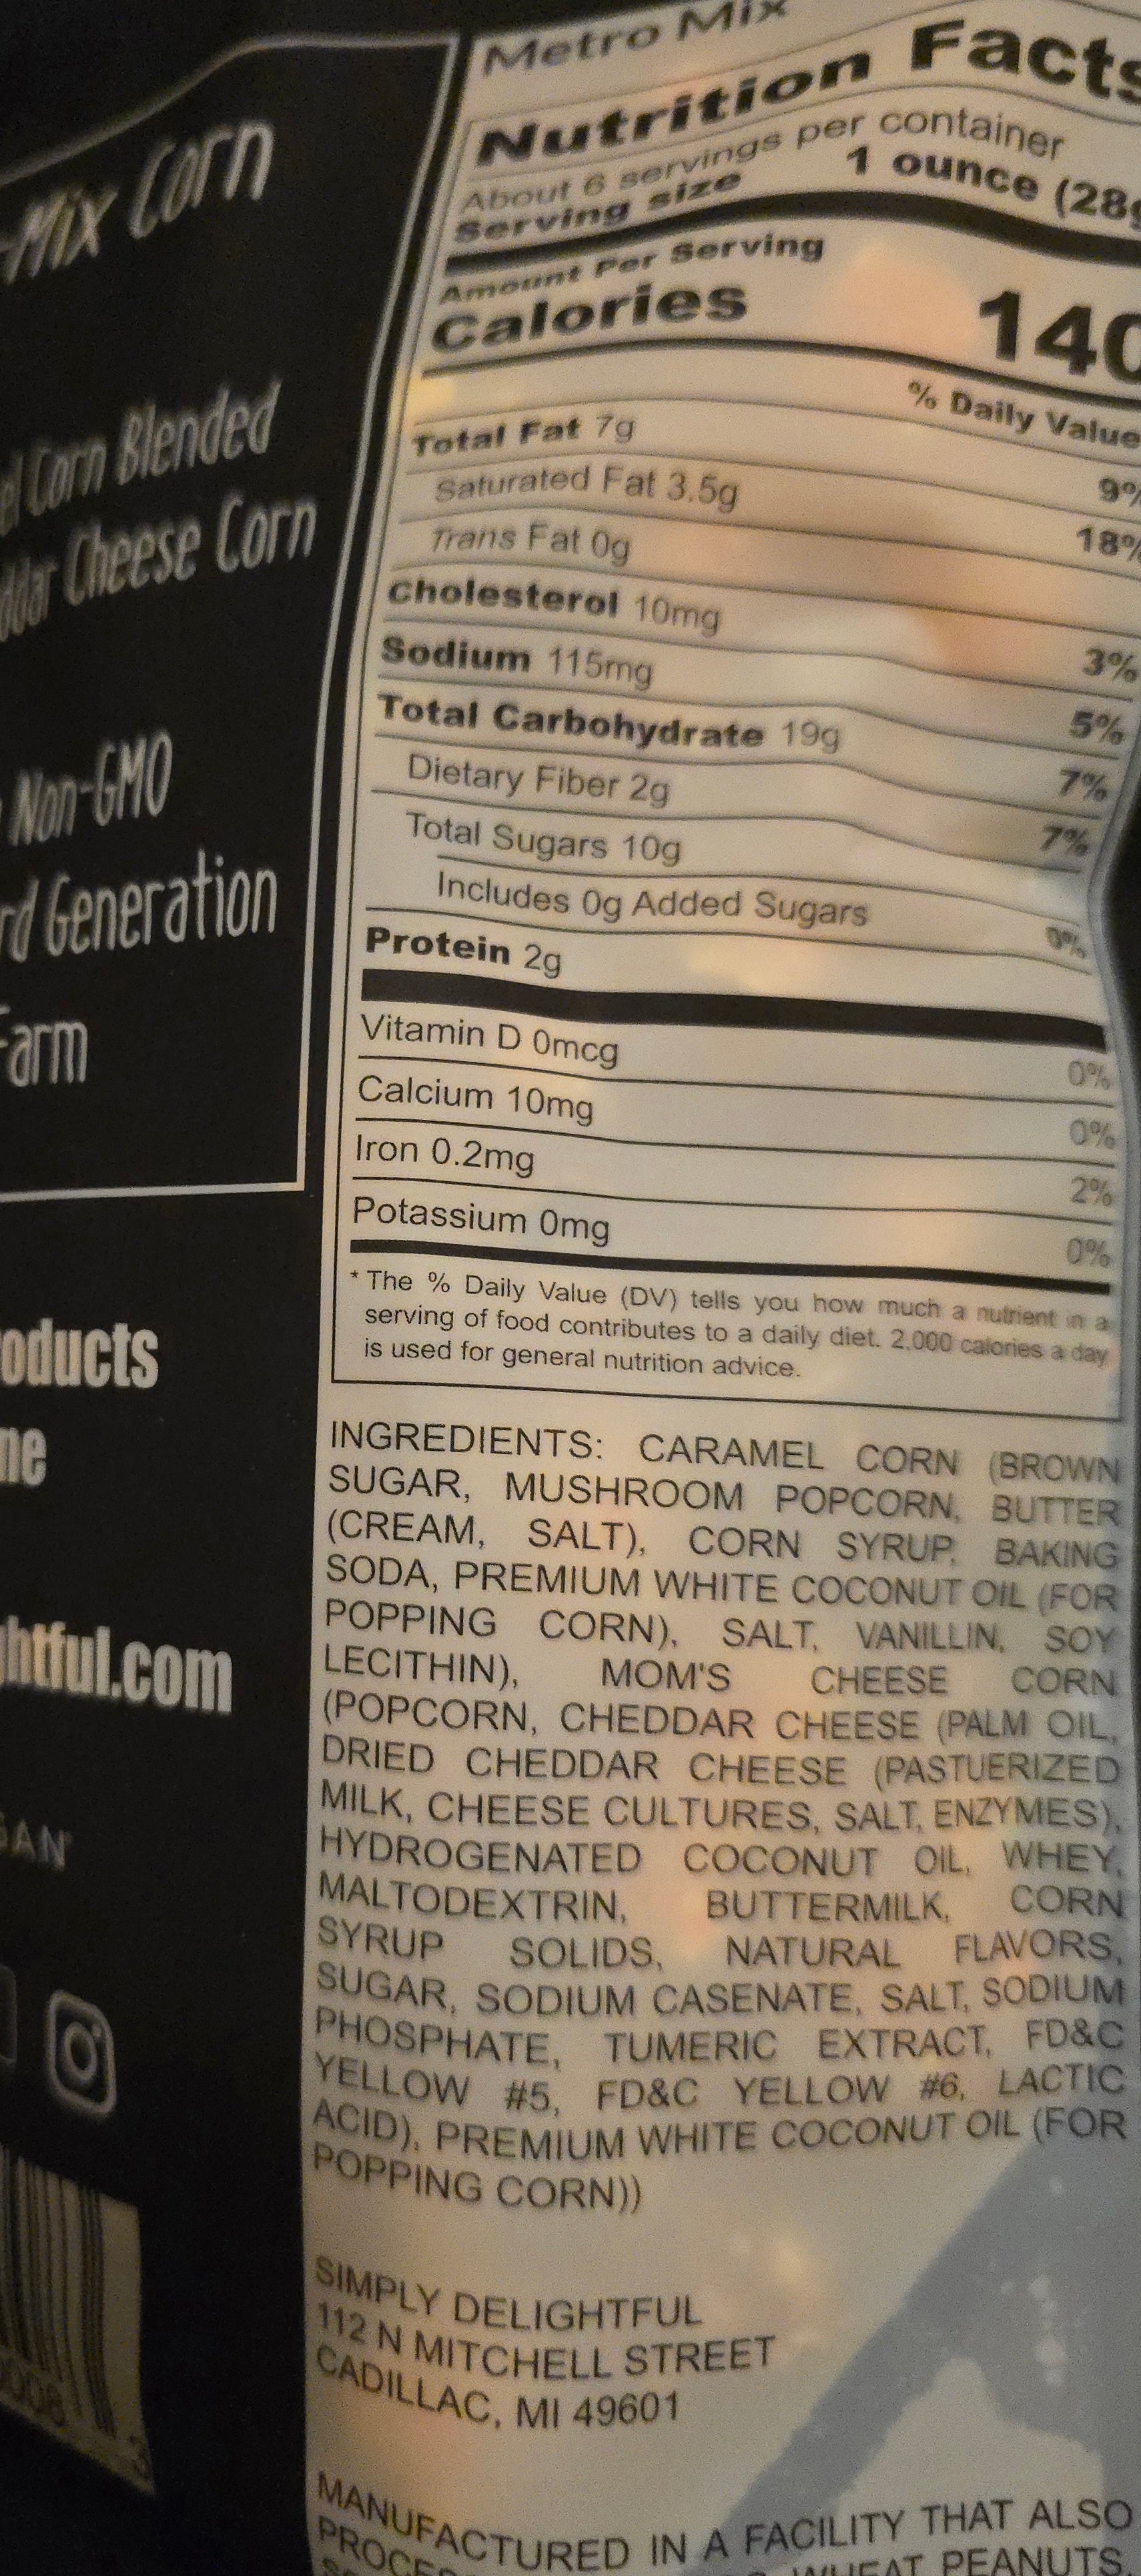 Mix Corn
Corn Blended
Cheese Corn
Non-GMO
Generation
Farm
.com
Metro Mix
Nutrition Facts
About 6 servings per container
Serving size 1 ounce (28g
Amount Per Serving
Calories 140
% Daily Value
Total Fat 7g 9%
Saturated Fat 3.5g 18%
Trans Fat 0g
Cholesterol 10mg 3%
Sodium 115mg 5%
Total Carbohydrate 19g 7%
Dietary Fiber 2g 7%
Total Sugars 10g
Includes 0g Added Sugars 0%
Protein 2g
Vitamin D 0mcg 0%
Calcium 10mg 0%
Iron 0.2mg 2%
Potassium 0mg 0%
* The % Daily Value (DV) tells you how much a nutrient in a
serving of food contributes to a daily diet. 2,000 calories a day
is used for general nutrition advice.
INGREDIENTS: CARAMEL CORN (BROWN
SUGAR, MUSHROOM POPCORN, BUTTER
(CREAM, SALT), CORN SYRUP, BAKING
SODA, PREMIUM WHITE COCONUT OIL (FOR
POPPING CORN), SALT, VANILLIN, SOY
LECITHIN), MOM'S CHEESE CORN
(POPCORN, CHEDDAR CHEESE (PALM OIL,
DRIED CHEDDAR CHEESE (PASTUERIZED
MILK, CHEESE CULTURES, SALT, ENZYMES),
HYDROGENATED COCONUT OIL, WHEY,
MALTODEXTRIN, BUTTERMILK, CORN
SYRUP SOLIDS, NATURAL FLAVORS,
SUGAR, SODIUM CASENATE, SALT, SODIUM
PHOSPHATE, TUMERIC EXTRACT, FD&C
YELLOW #5, FD&C YELLOW #6, LACTIC
ACID), PREMIUM WHITE COCONUT OIL (FOR
POPPING CORN))
SIMPLY DELIGHTFUL
112 N MITCHELL STREET
CADILLAC, MI 49601
MANUFACTURED IN A FACILITY THAT ALSO
WHEAT PEANUTS,